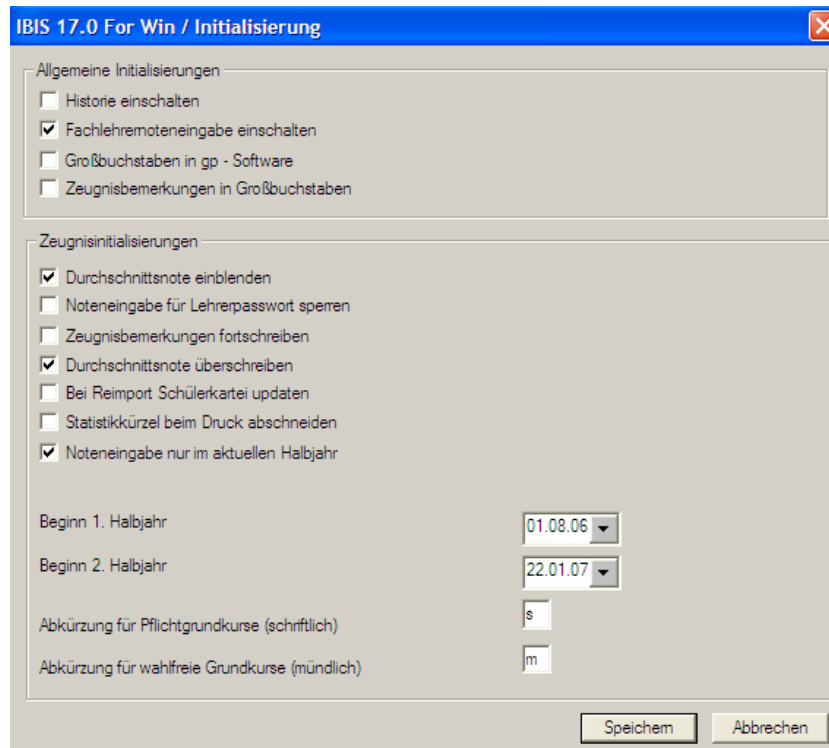 IBIS 17.0 For Win / Initialisierung
Allgemeine Initialisierungen
Historie einschalten
Fachlehrernoteneingabe einschalten
Großbuchstaben in gp - Software
Zeugnisbemerkungen in Großbuchstaben
Zeugnisinitialisierungen
Durchschnittsnote einblenden
Noteneingabe für Lehrerpasswort sperren
Zeugnisbemerkungen fortschreiben
Durchschnittsnote überschreiben
Bei Reimport Schülerkartei updaten
Statistikkürzel beim Druck abschneiden
Noteneingabe nur im aktuellen Halbjahr
Beginn 1. Halbjahr 01.08.06
Beginn 2. Halbjahr 22.01.07
Abkürzung für Pflichtgrundkurse (schriftlich) s
Abkürzung für wahlfreie Grundkurse (mündlich) m
Speichern Abbrechen